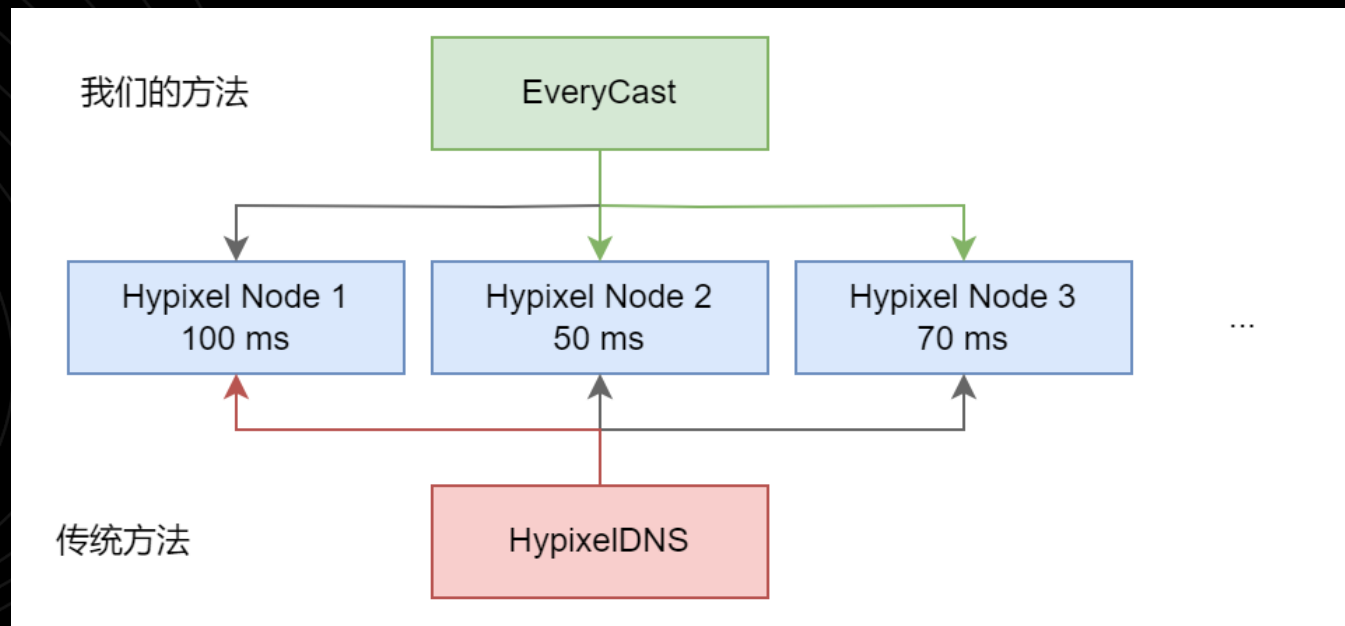 我们的方法
EveryCast
Hypixel Node 1
100 ms
Hypixel Node 2
50 ms
Hypixel Node 3
70 ms
...
传统方法
HypixelDNS